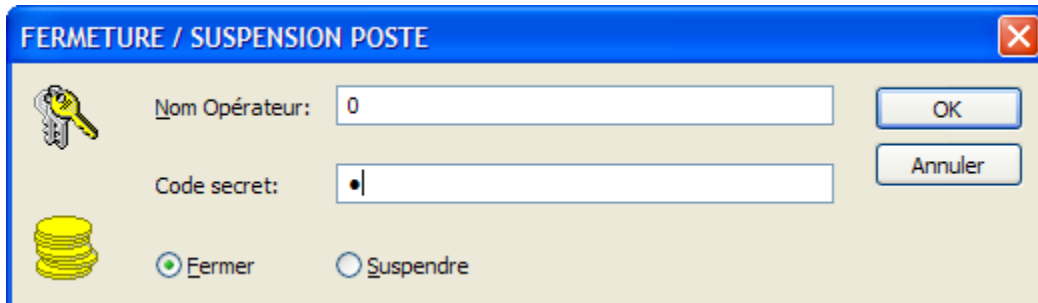 FERMETURE / SUSPENSION POSTE
Nom Opérateur: 0 OK
Code secret: ● Annuler
Fermer Suspendre